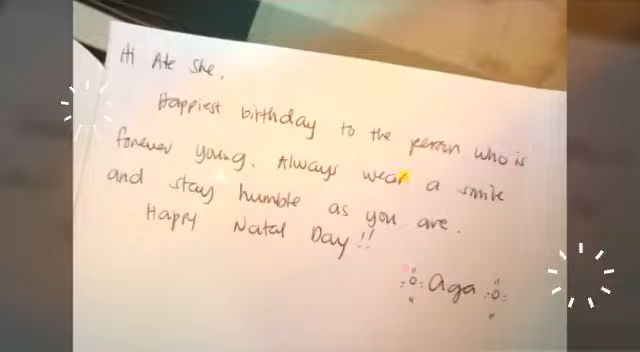 Hi Ate She,
Happiest birthday to the person who is
forever young. Always wear a smile
and stay humble as you are.
Happy Natal Day!!
Aga